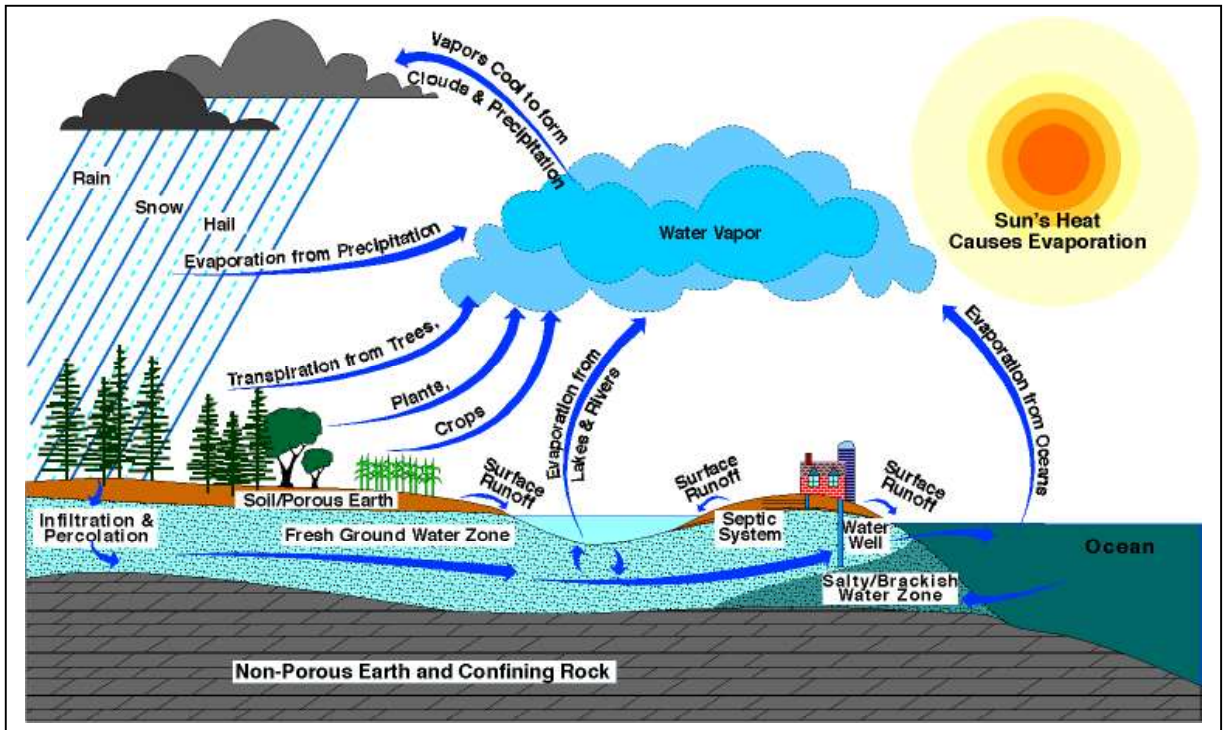 Vapors Cool to form
Clouds & Precipitation
Rain
Snow
Hail
Evaporation from Precipitation
Water Vapor
Sun's Heat
Causes Evaporation
Transpiration from Trees,
Plants,
Crops
Evaporation from
Lakes & Rivers
Evaporation from Oceans
Surface
Runoff
Surface
Runoff
Surface
Runoff
Soil/Porous Earth
Infiltration &
Percolation
Fresh Ground Water Zone
Septic
System
Water
Well
Ocean
Salty/Brackish
Water Zone
Non-Porous Earth and Confining Rock